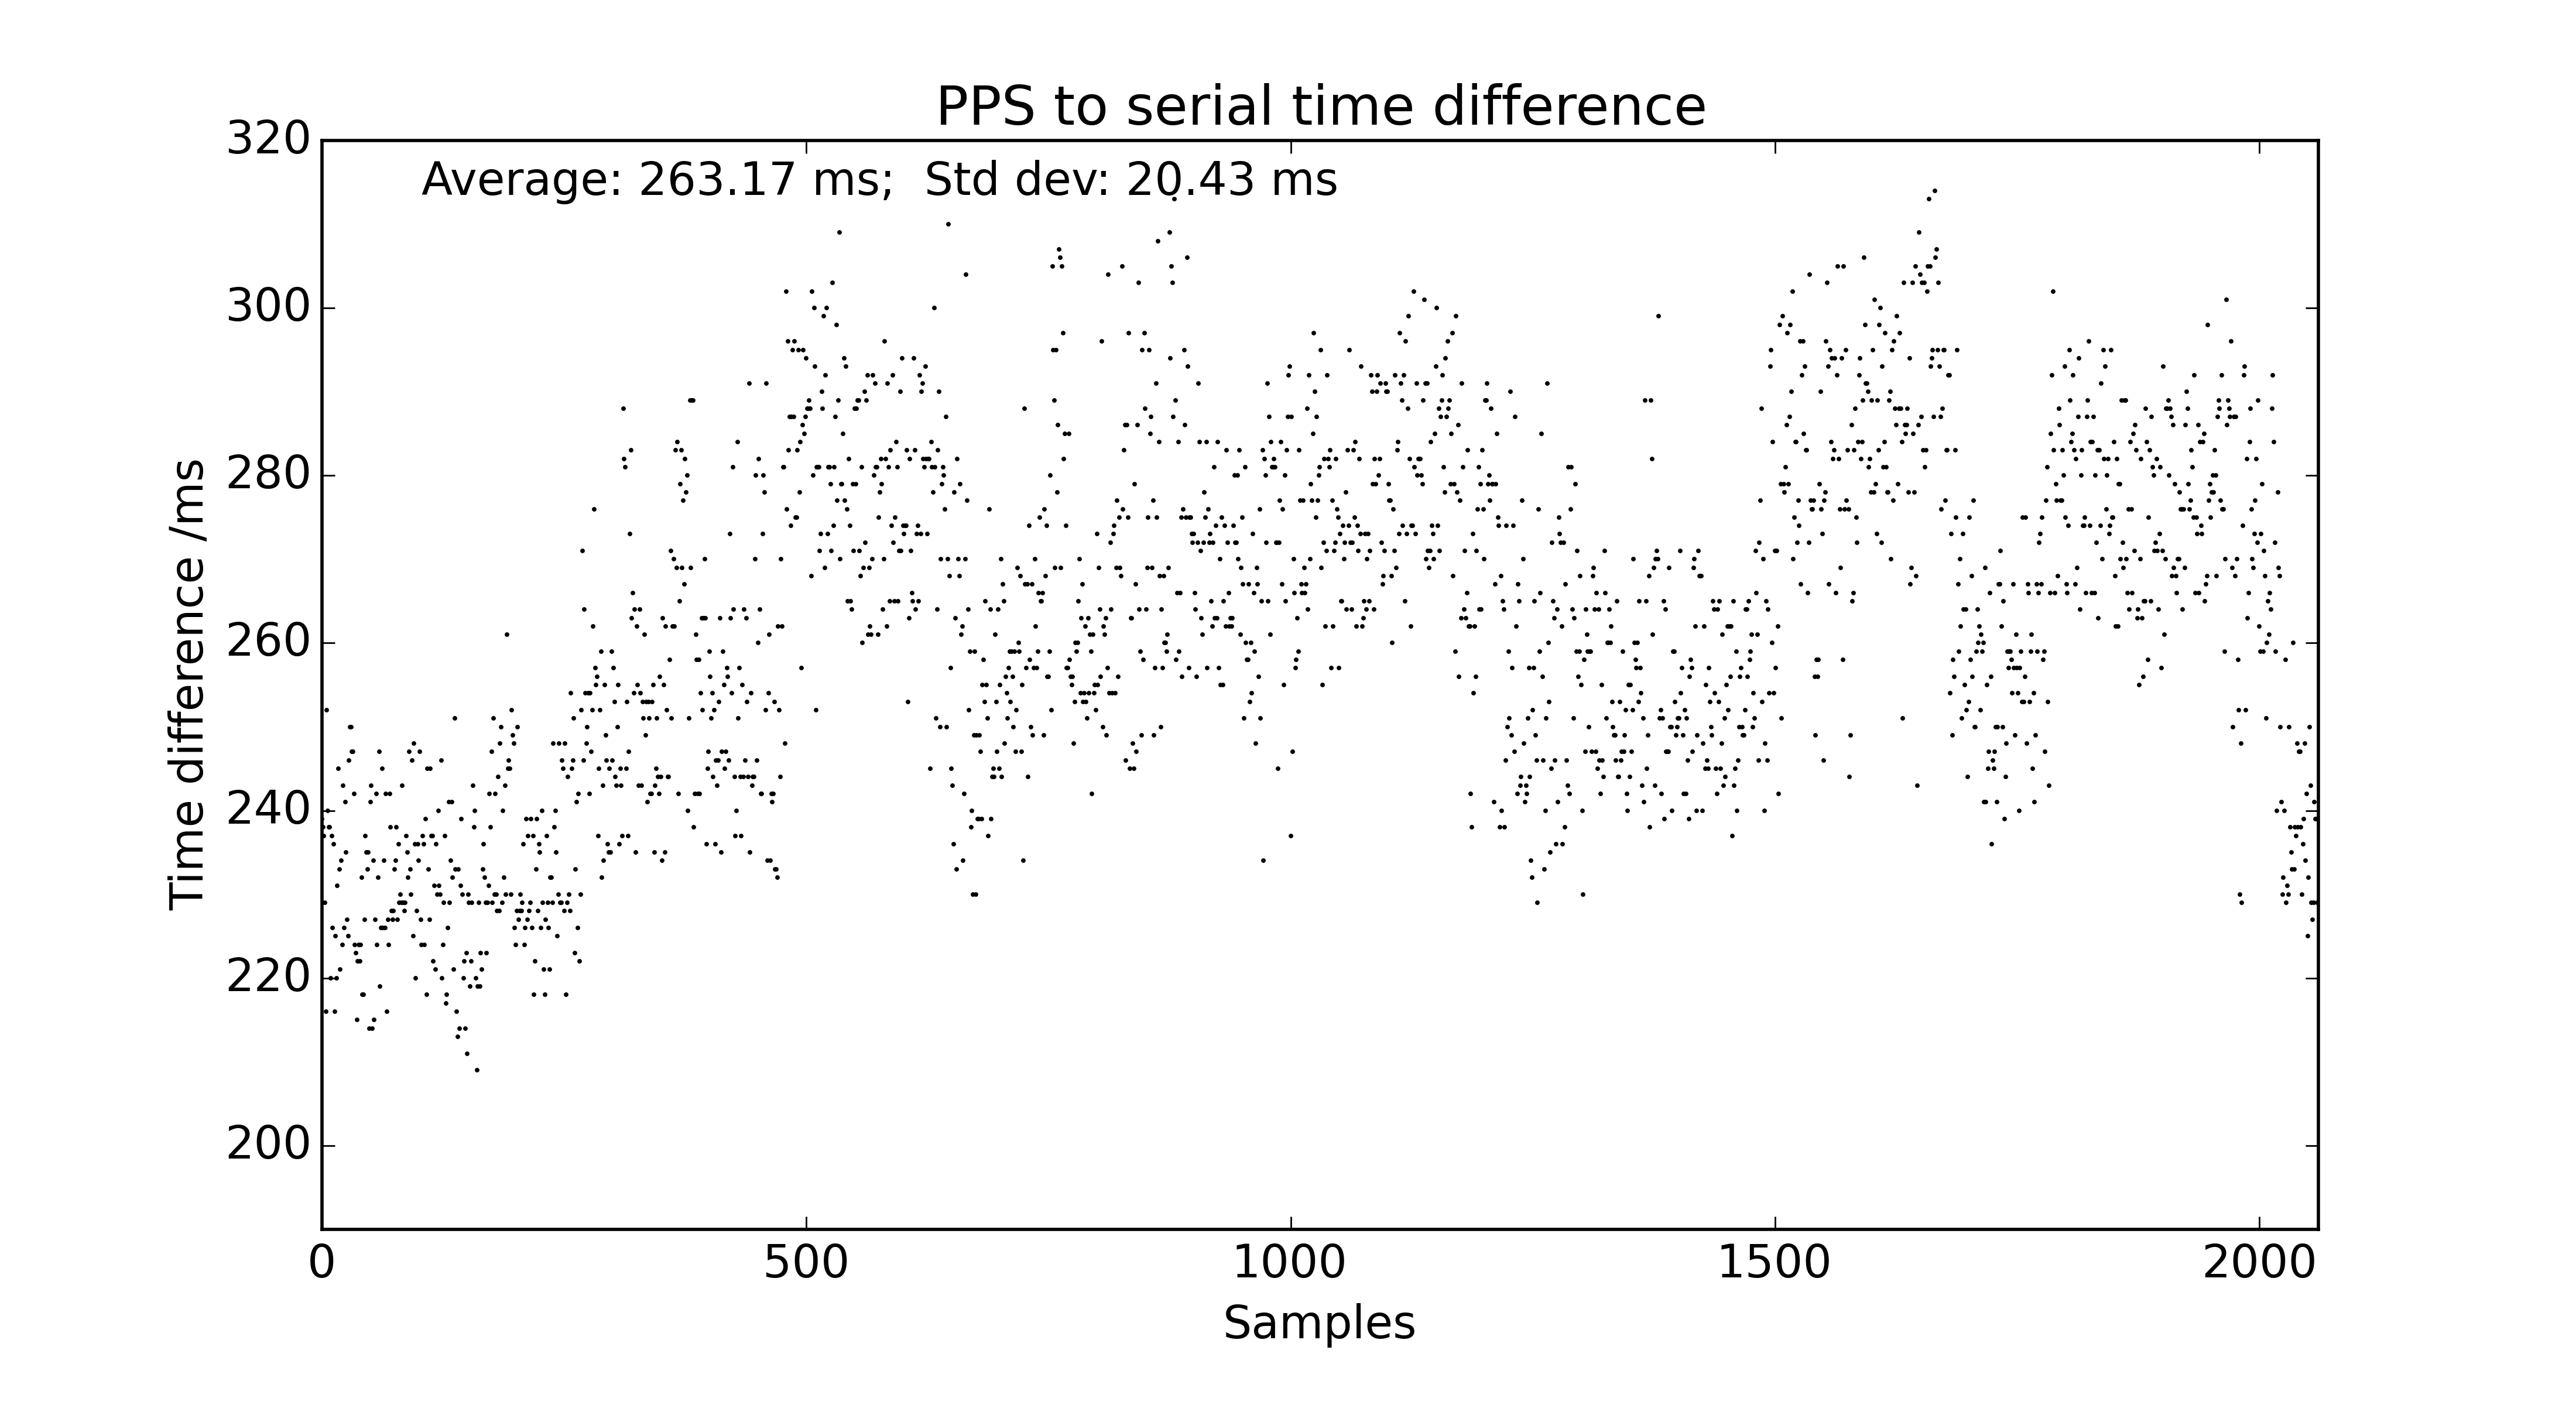 PPS to serial time difference
Average: 263.17 ms;  Std dev: 20.43 ms
320
300
280
260
240
220
200
Time difference /ms
0 500 1000 1500 2000
Samples